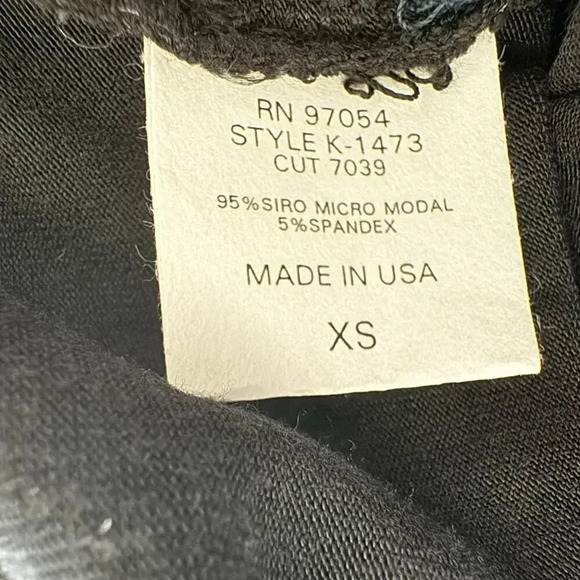 RN 97054
STYLE K-1473
CUT 7039
95%SIRO MICRO MODAL
5%SPANDEX
MADE IN USA
XS